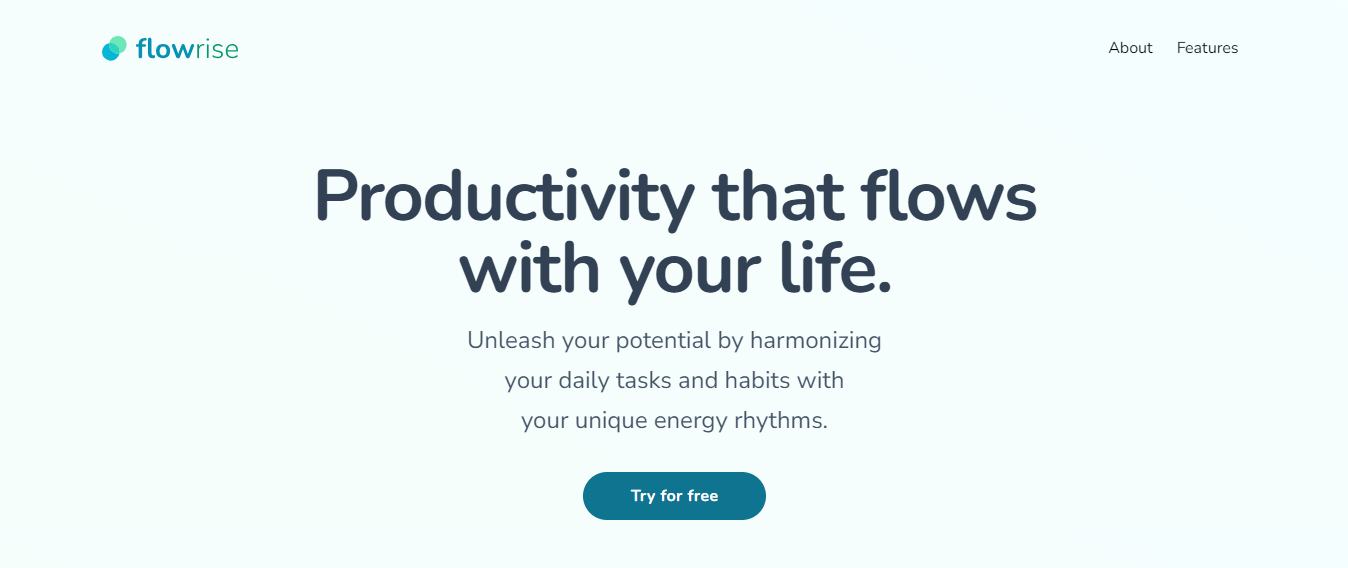 flowrise
About Features
Productivity that flows
with your life.
Unleash your potential by harmonizing
your daily tasks and habits with
your unique energy rhythms.
Try for free